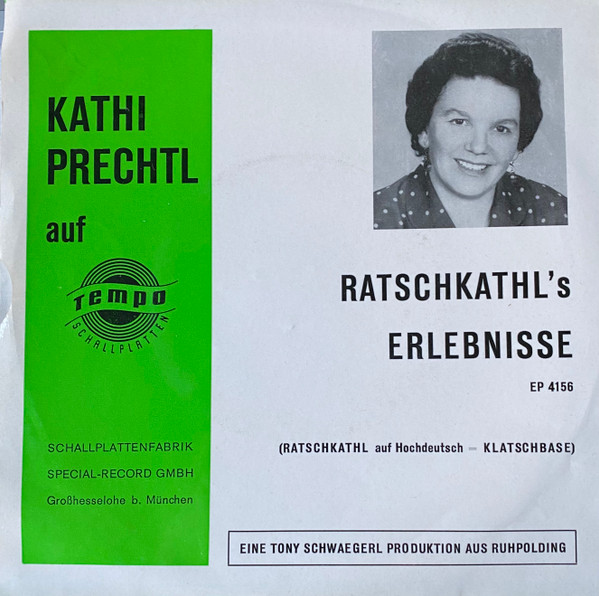 KATHI
PRECHTL
auf
Tempo
SCHALLPLATTEN
SCHALLPLATTENFABRIK
SPECIAL-RECORD GMBH
Großhesselohe b. München
RATSCHKATHL's
ERLEBNISSE
EP 4156
(RATSCHKATHL auf Hochdeutsch = KLATSCHBASE)
EINE TONY SCHWAEGERL PRODUKTION AUS RUHPOLDING